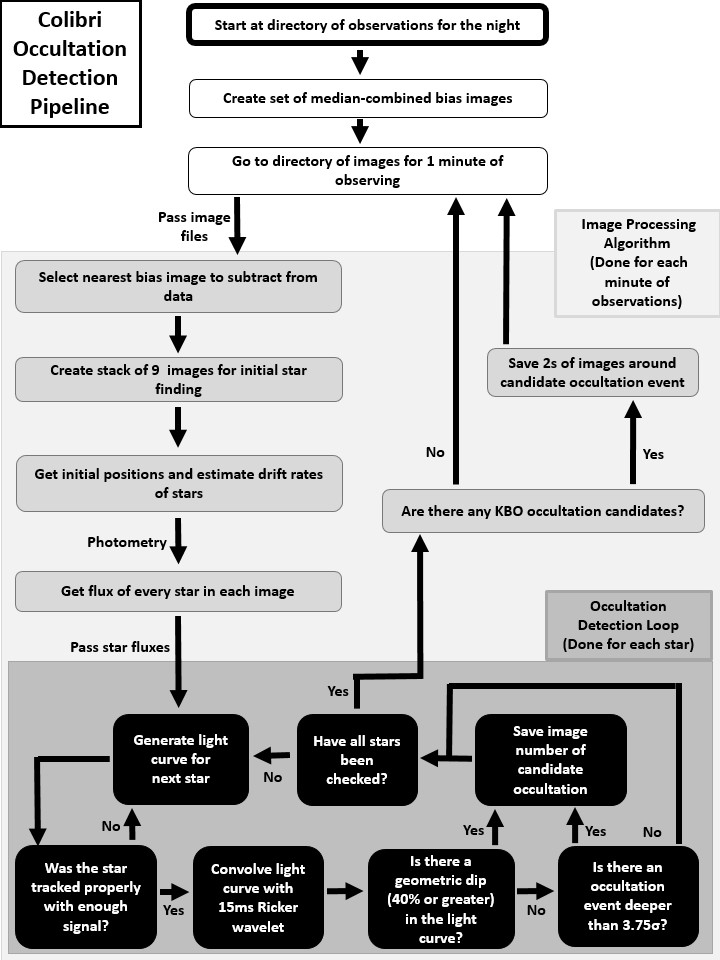 Colibri
Occultation
Detection
Pipeline
Start at directory of observations for the night
Create set of median-combined bias images
Go to directory of images for 1 minute of
observing
Pass image
files
Image Processing
Algorithm
(Done for each
minute of
observations)
Select nearest bias image to subtract from
data
Create stack of 9 images for initial star
finding
Save 2s of images around
candidate occultation event
No
Yes
Get initial positions and estimate drift rates
of stars
Are there any KBO occultation candidates?
Photometry
Get flux of every star in each image
Occultation
Detection Loop
(Done for each star)
Pass star fluxes
Yes
Generate light
curve for
next star
No
Have all stars
been
checked?
Save image
number of
candidate
occultation
No
Yes
Yes
No
Was the star
tracked properly
with enough
signal?
Yes
Convolve light
curve with
15ms Ricker
wavelet
Is there a
geometric dip
(40% or greater)
in the light
curve?
No
Is there an
occultation
event deeper
than 3.75σ?